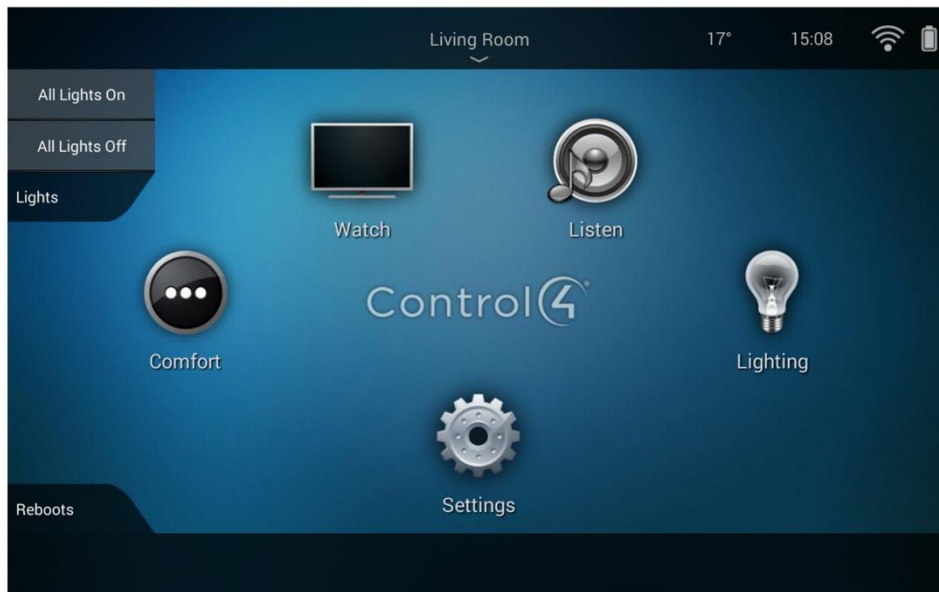 Living Room
17°
15:08
All Lights On
All Lights Off
Lights
Watch
Listen
Comfort
Control4®
Lighting
Settings
Reboots